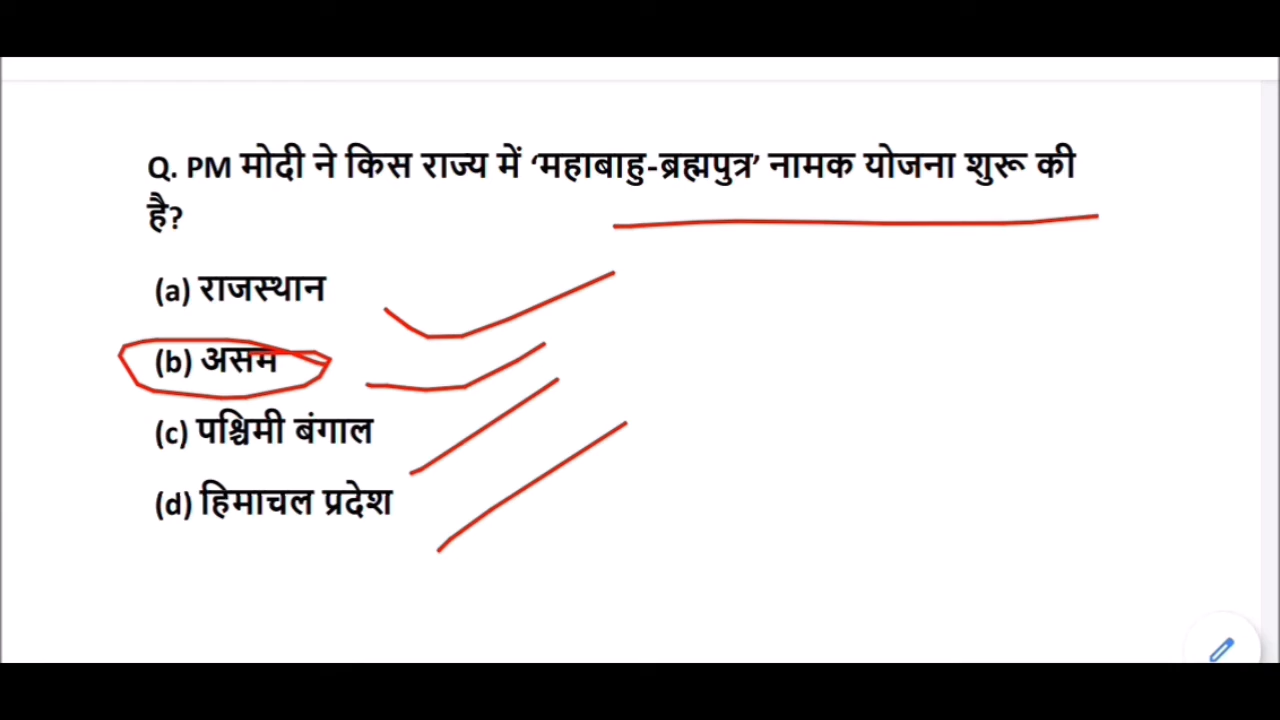 Q. PM मोदी ने किस राज्य में ‘महाबाहु-ब्रह्मपुत्र’ नामक योजना शुरू की
है?
(a) राजस्थान
(b) असम
(c) पश्चिमी बंगाल
(d) हिमाचल प्रदेश